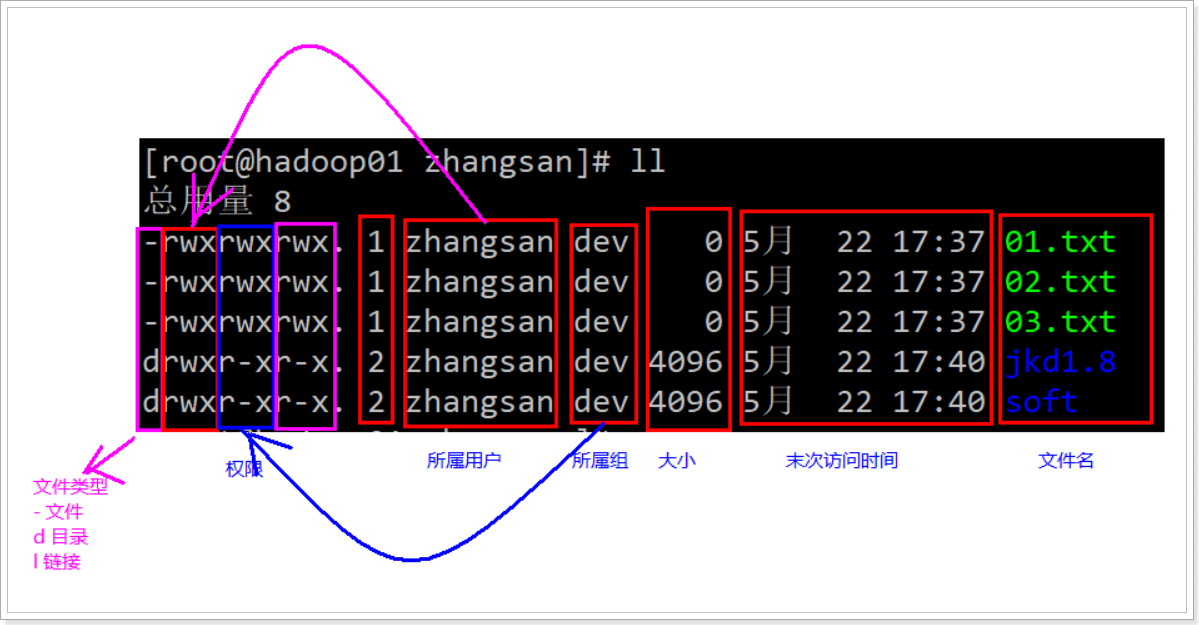 [root@hadoop01 zhangsan]# ll
总用量 8
-rwxrwxrwx. 1 zhangsan dev 0 5月 22 17:37 01.txt
-rwxrwxrwx. 1 zhangsan dev 0 5月 22 17:37 02.txt
-rwxrwxrwx. 1 zhangsan dev 0 5月 22 17:37 03.txt
drwxr-xr-x. 2 zhangsan dev 4096 5月 22 17:40 jkd1.8
drwxr-xr-x. 2 zhangsan dev 4096 5月 22 17:40 soft
权限 所属用户 所属组 大小 末次访问时间 文件名
文件类型
- 文件
d 目录
l 链接